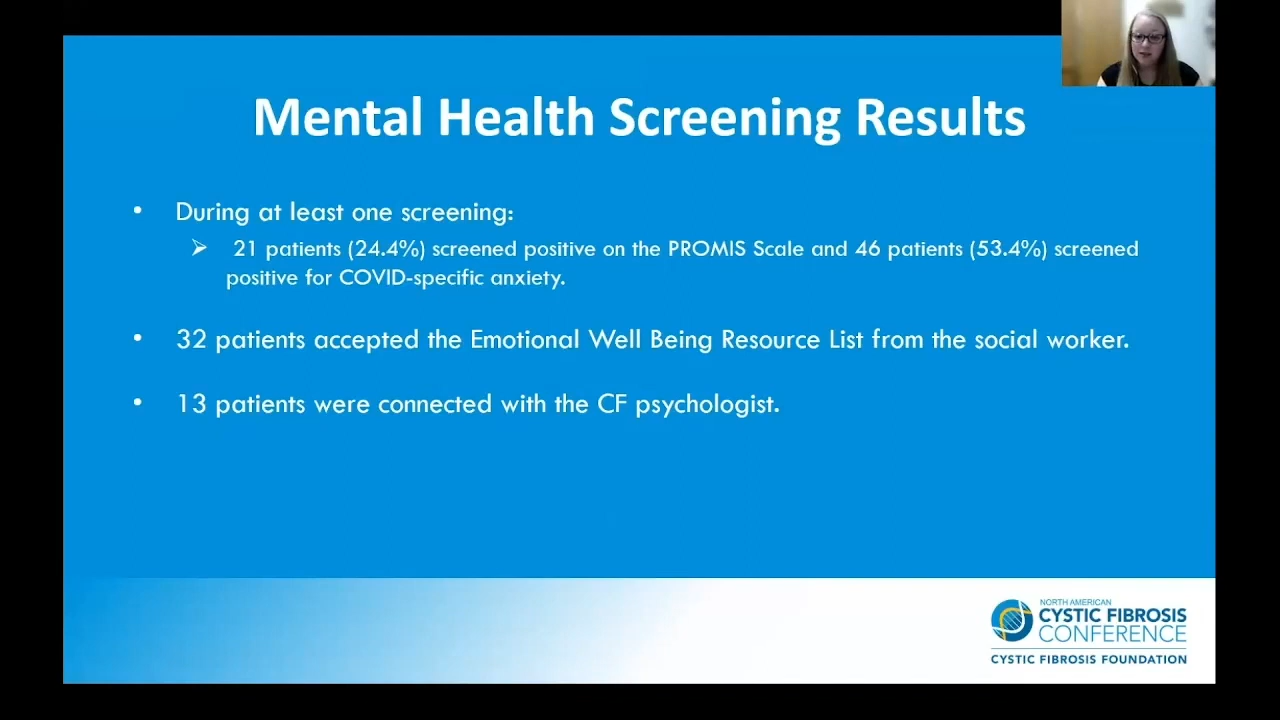 Mental Health Screening Results
• During at least one screening:
➢ 21 patients (24.4%) screened positive on the PROMIS Scale and 46 patients (53.4%) screened
positive for COVID-specific anxiety.
• 32 patients accepted the Emotional Well Being Resource List from the social worker.
• 13 patients were connected with the CF psychologist.
NORTH AMERICAN
CYSTIC FIBROSIS
CONFERENCE
CYSTIC FIBROSIS FOUNDATION